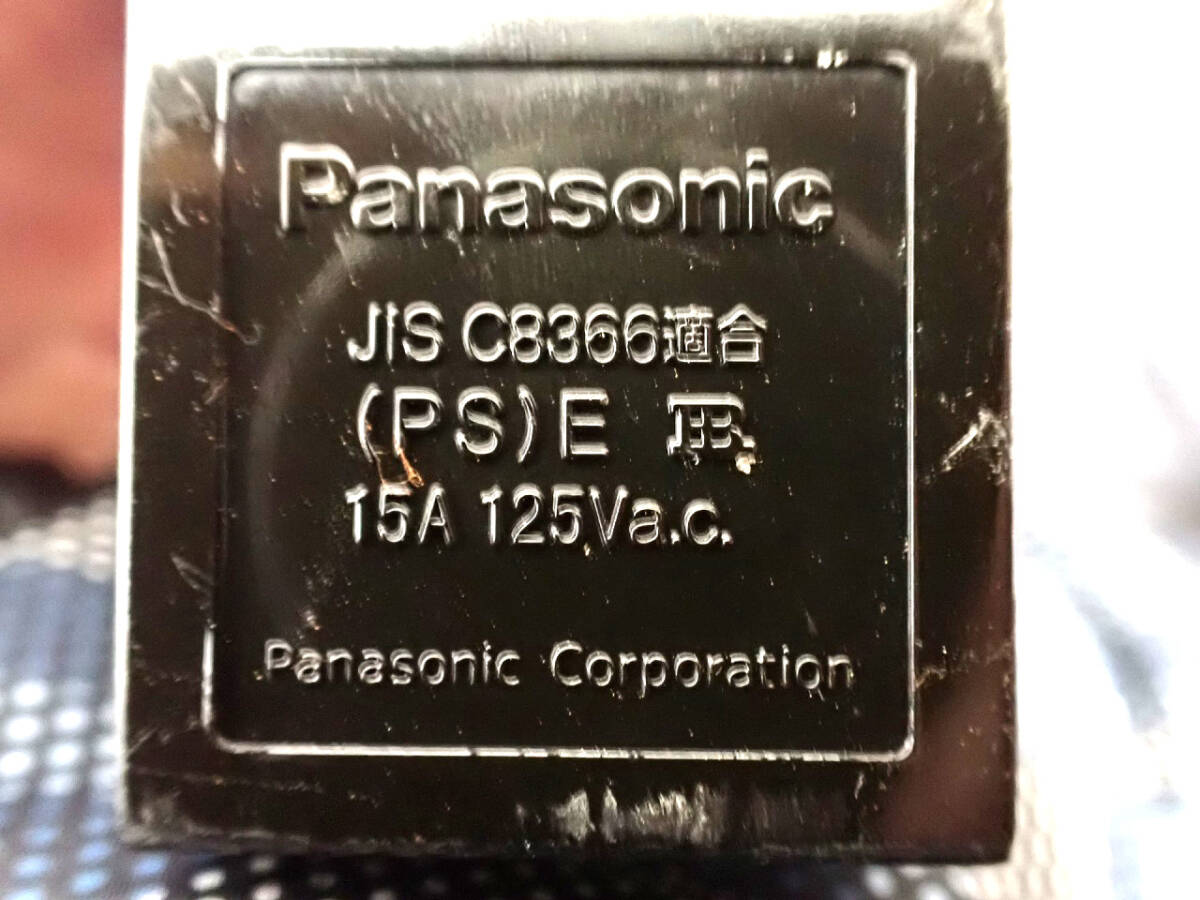 Panasonic
JIS C8366適合
(PS)E
15A 125Va.c.
Panasonic Corporation